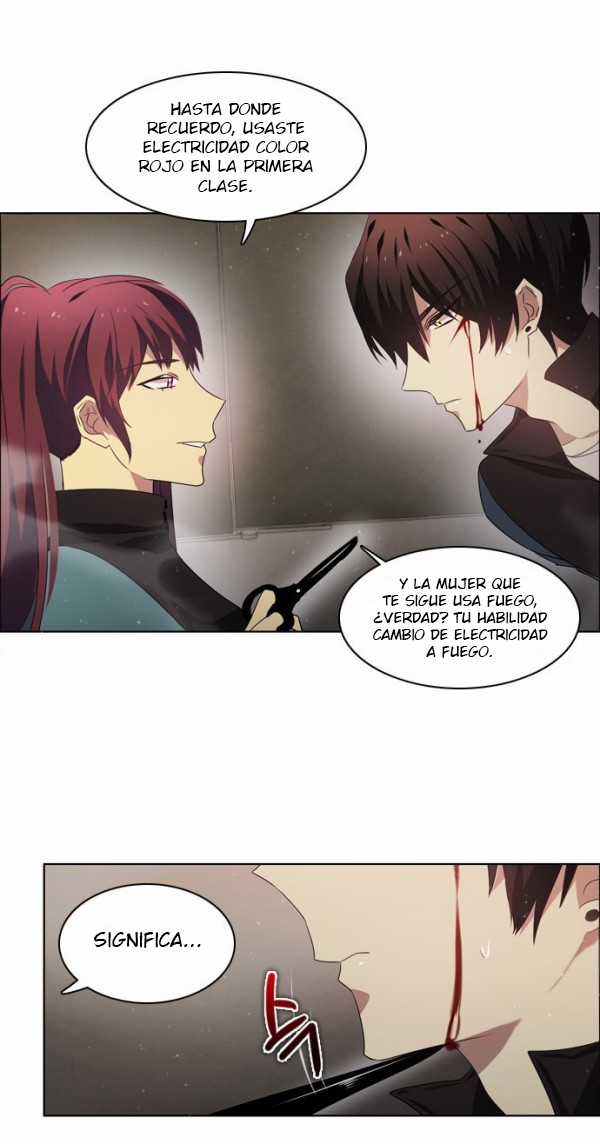 HASTA DONDE
RECUERDO, USASTE
ELECTRICIDAD COLOR
ROJO EN LA PRIMERA
CLASE.
Y LA MUJER QUE
TE SIGUE USA FUEGO,
¿VERDAD? TU HABILIDAD
CAMBIO DE ELECTRICIDAD
A FUEGO.
SIGNIFICA...